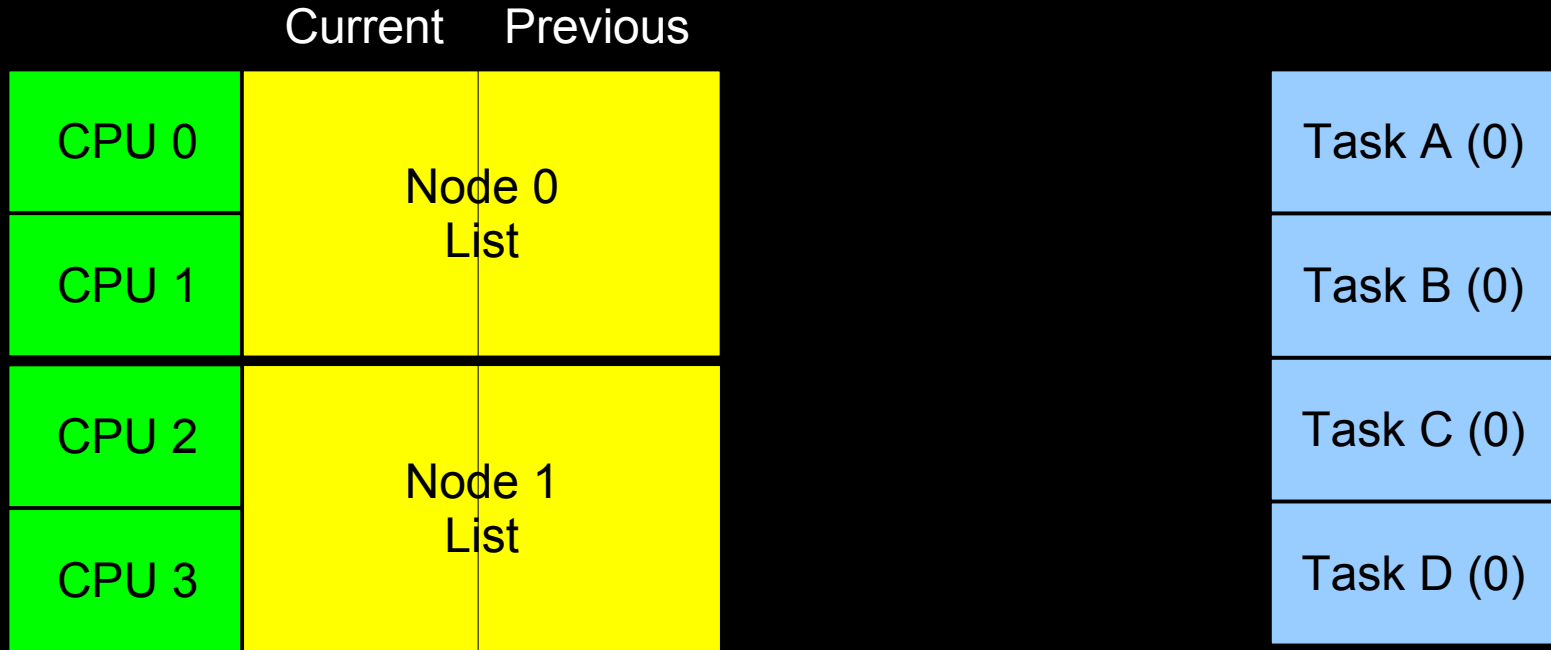 Current Previous
CPU 0
Node 0
List
CPU 1
CPU 2
Node 1
List
CPU 3
Task A (0)
Task B (0)
Task C (0)
Task D (0)